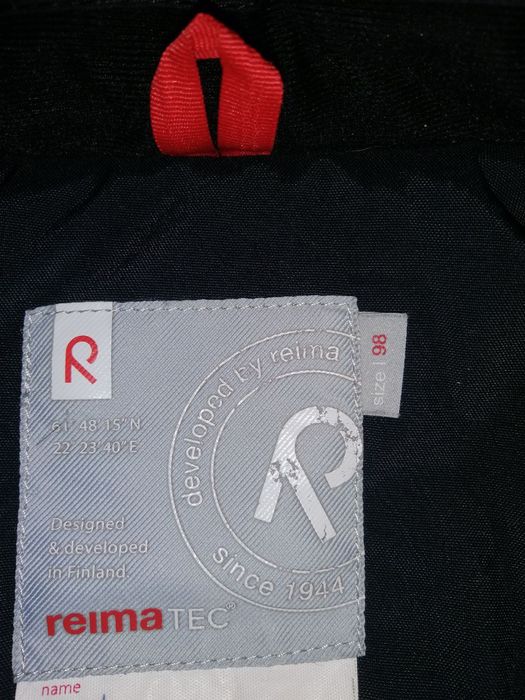 size | 98
developed by reima
61°48'15"N
22°23'40"E
since 1944
Designed
& developed
in Finland
reimaTEC®
name